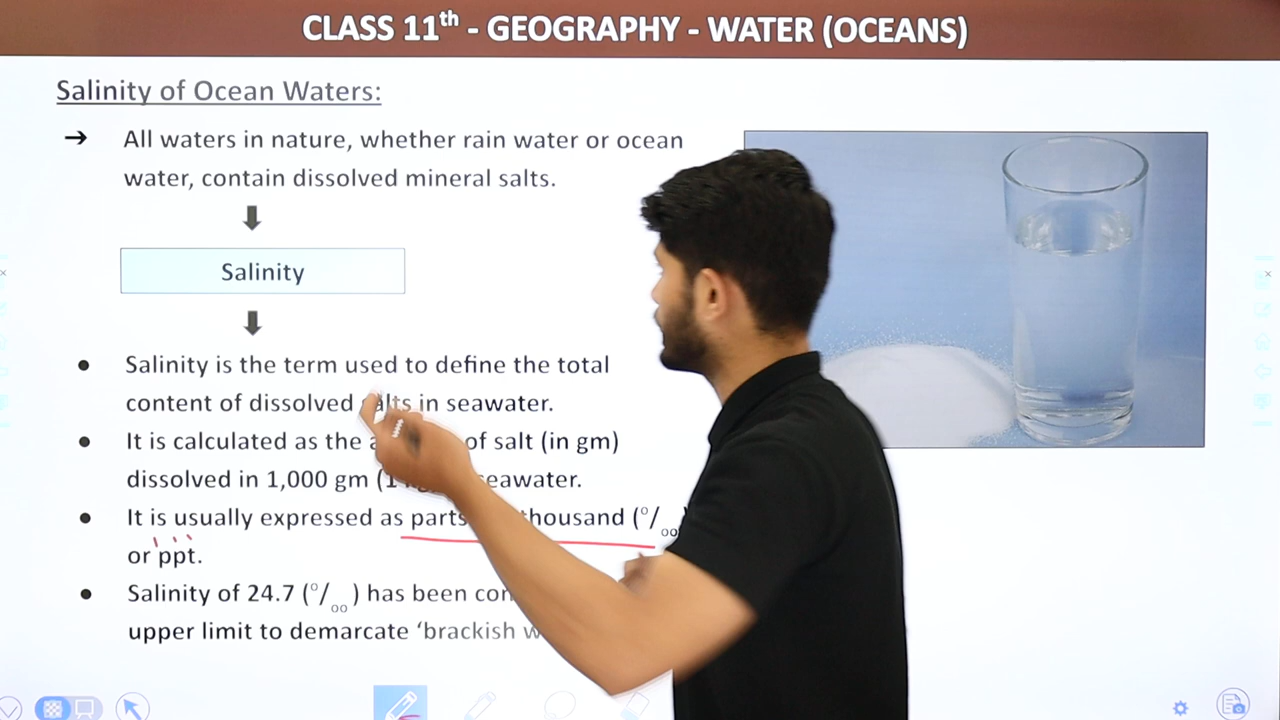 CLASS 11th - GEOGRAPHY - WATER (OCEANS)
Salinity of Ocean Waters:
➔ All waters in nature, whether rain water or ocean
water, contain dissolved mineral salts.
Salinity
● Salinity is the term used to define the total
content of dissolved salts in seawater.
● It is calculated as the of salt (in gm)
dissolved in 1,000 gm seawater.
● It is usually expressed as parts thousand (o/oo)
or ppt.
● Salinity of 24.7 (o/oo) has been
upper limit to demarcate ‘brackish